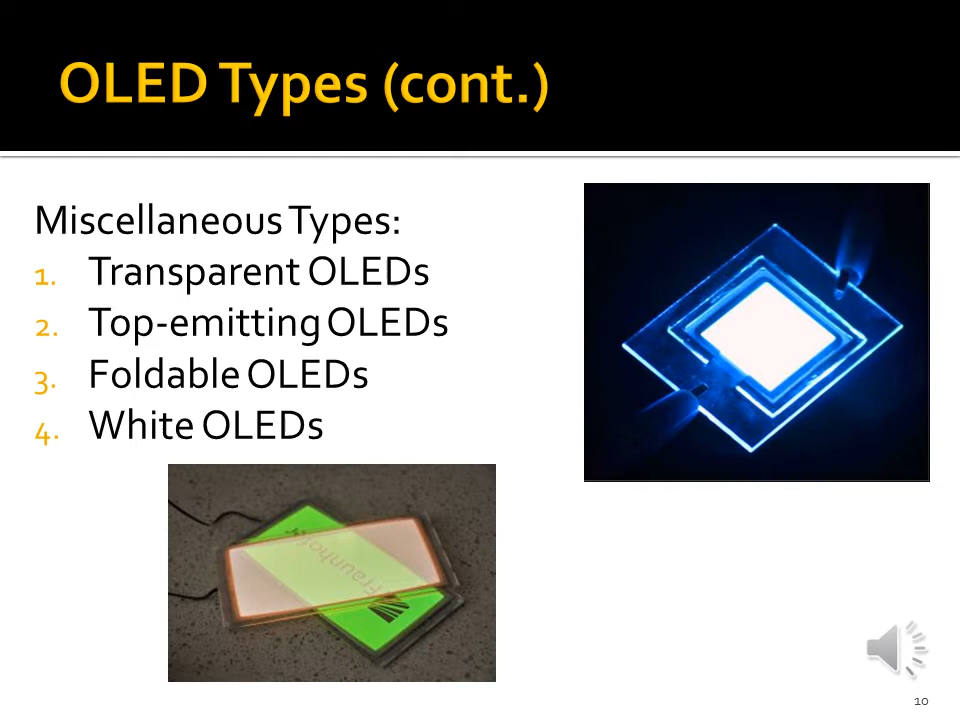 OLED Types (cont.)
Miscellaneous Types:
1. Transparent OLEDs
2. Top-emitting OLEDs
3. Foldable OLEDs
4. White OLEDs
Fraunhofer
10